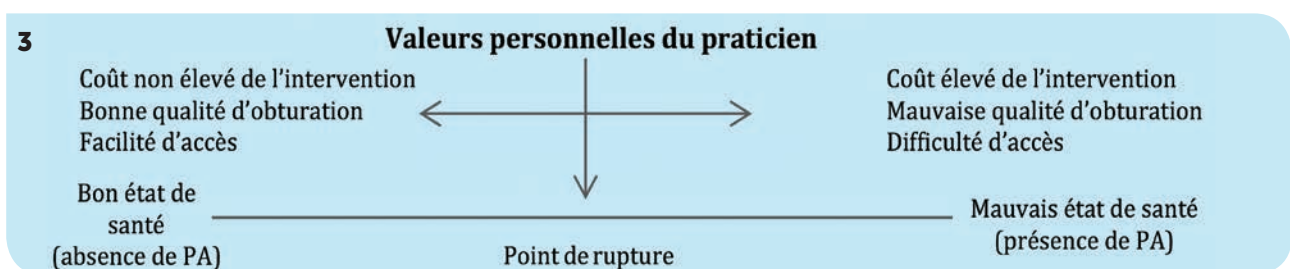 3
Valeurs personnelles du praticien
Coût non élevé de l'intervention
Bonne qualité d'obturation
Facilité d'accès
Coût élevé de l'intervention
Mauvaise qualité d'obturation
Difficulté d'accès
Bon état de
santé
(absence de PA)
Point de rupture
Mauvais état de santé
(présence de PA)